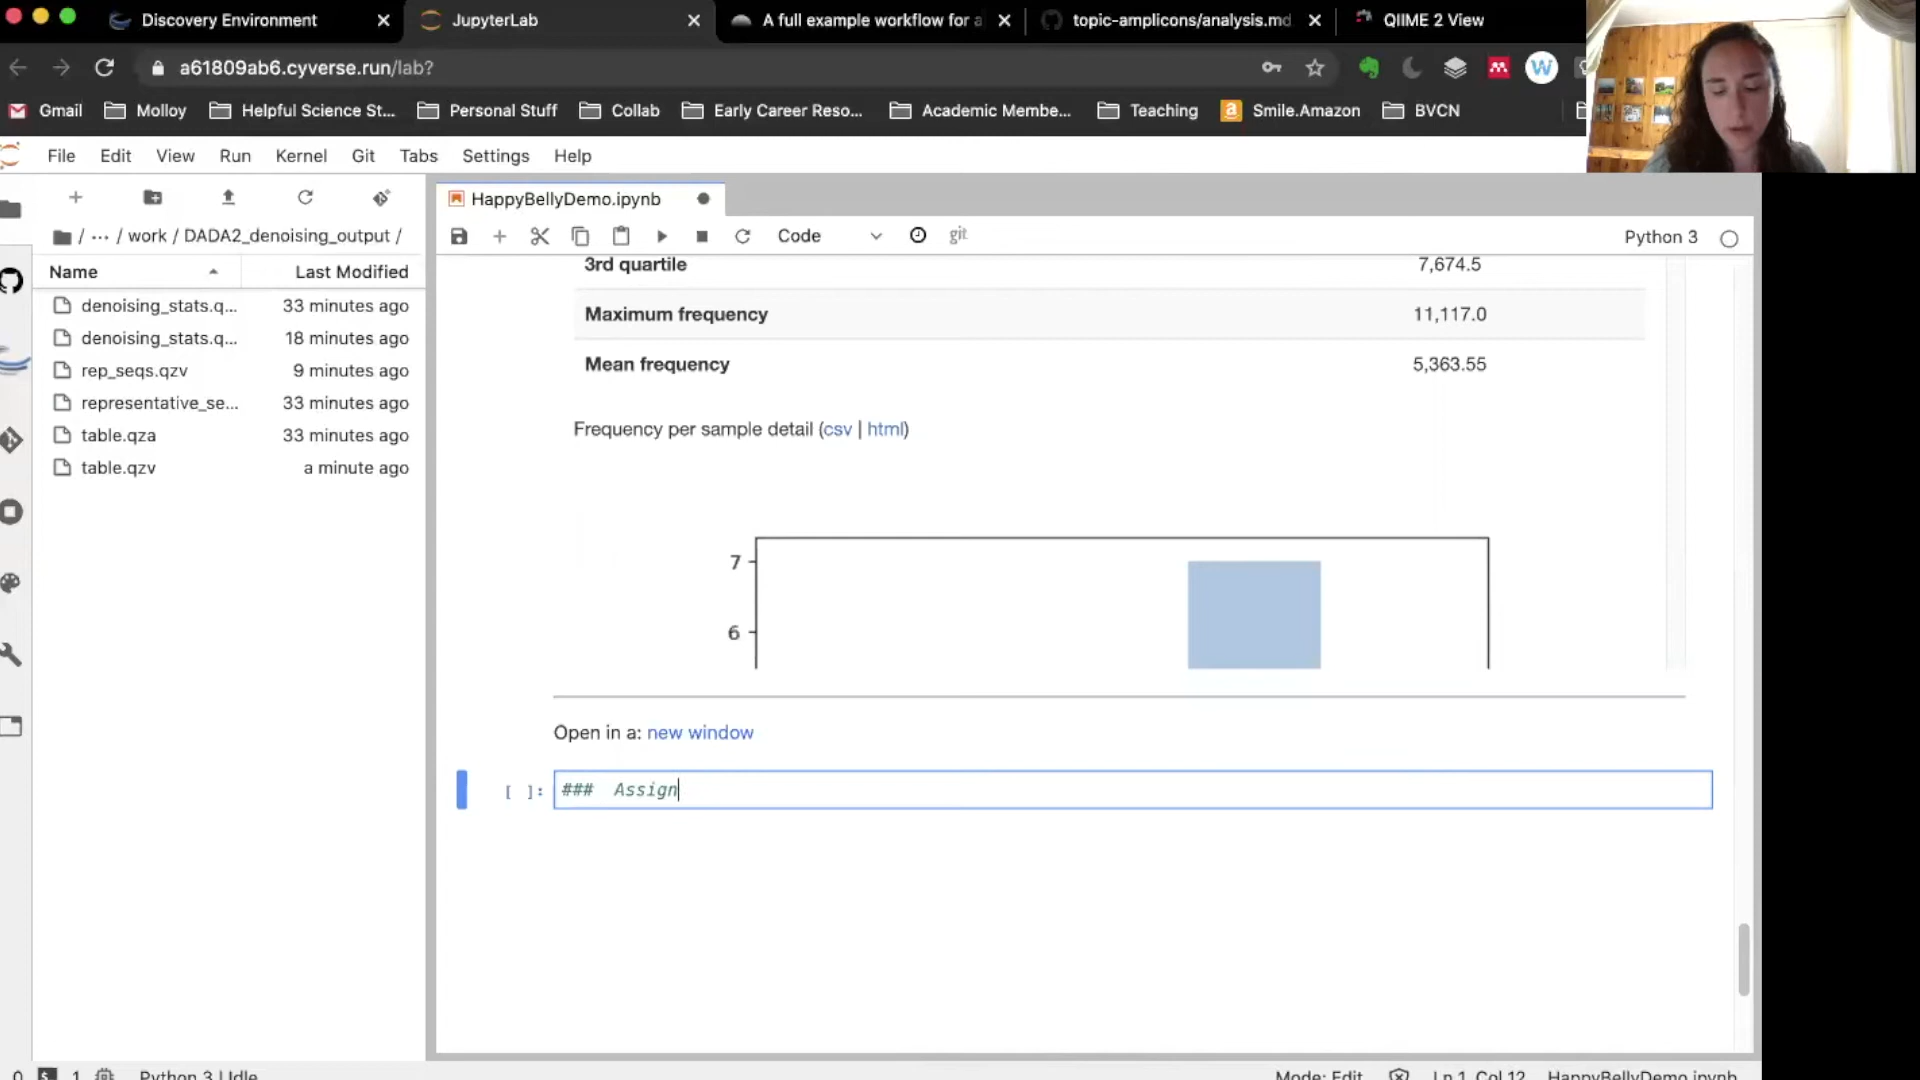 Discovery Environment
JupyterLab
A full example workflow for a
topic-amplicons/analysis.md
QIIME 2 View
a61809ab6.cyverse.run/lab?
W
Gmail
Molloy
Helpful Science St...
Personal Stuff
Collab
Early Career Reso...
Academic Membe...
Teaching
Smile.Amazon
BVCN
File Edit View Run Kernel Git Tabs Settings Help
HappyBellyDemo.ipynb
/ ... / work / DADA2_denoising_output /
Code
git
Python 3
Name Last Modified
denoising_stats.q... 33 minutes ago
denoising_stats.q... 18 minutes ago
rep_seqs.qzv 9 minutes ago
representative_se... 33 minutes ago
table.qza 33 minutes ago
table.qzv a minute ago
3rd quartile 7,674.5
Maximum frequency 11,117.0
Mean frequency 5,363.55
Frequency per sample detail (csv | html)
7
6
Open in a: new window
[ ]: ### Assign
0 1 Python 3 | Idle
Mode: Edit Ln 1, Col 12 HappyBellyDemo.ipynb